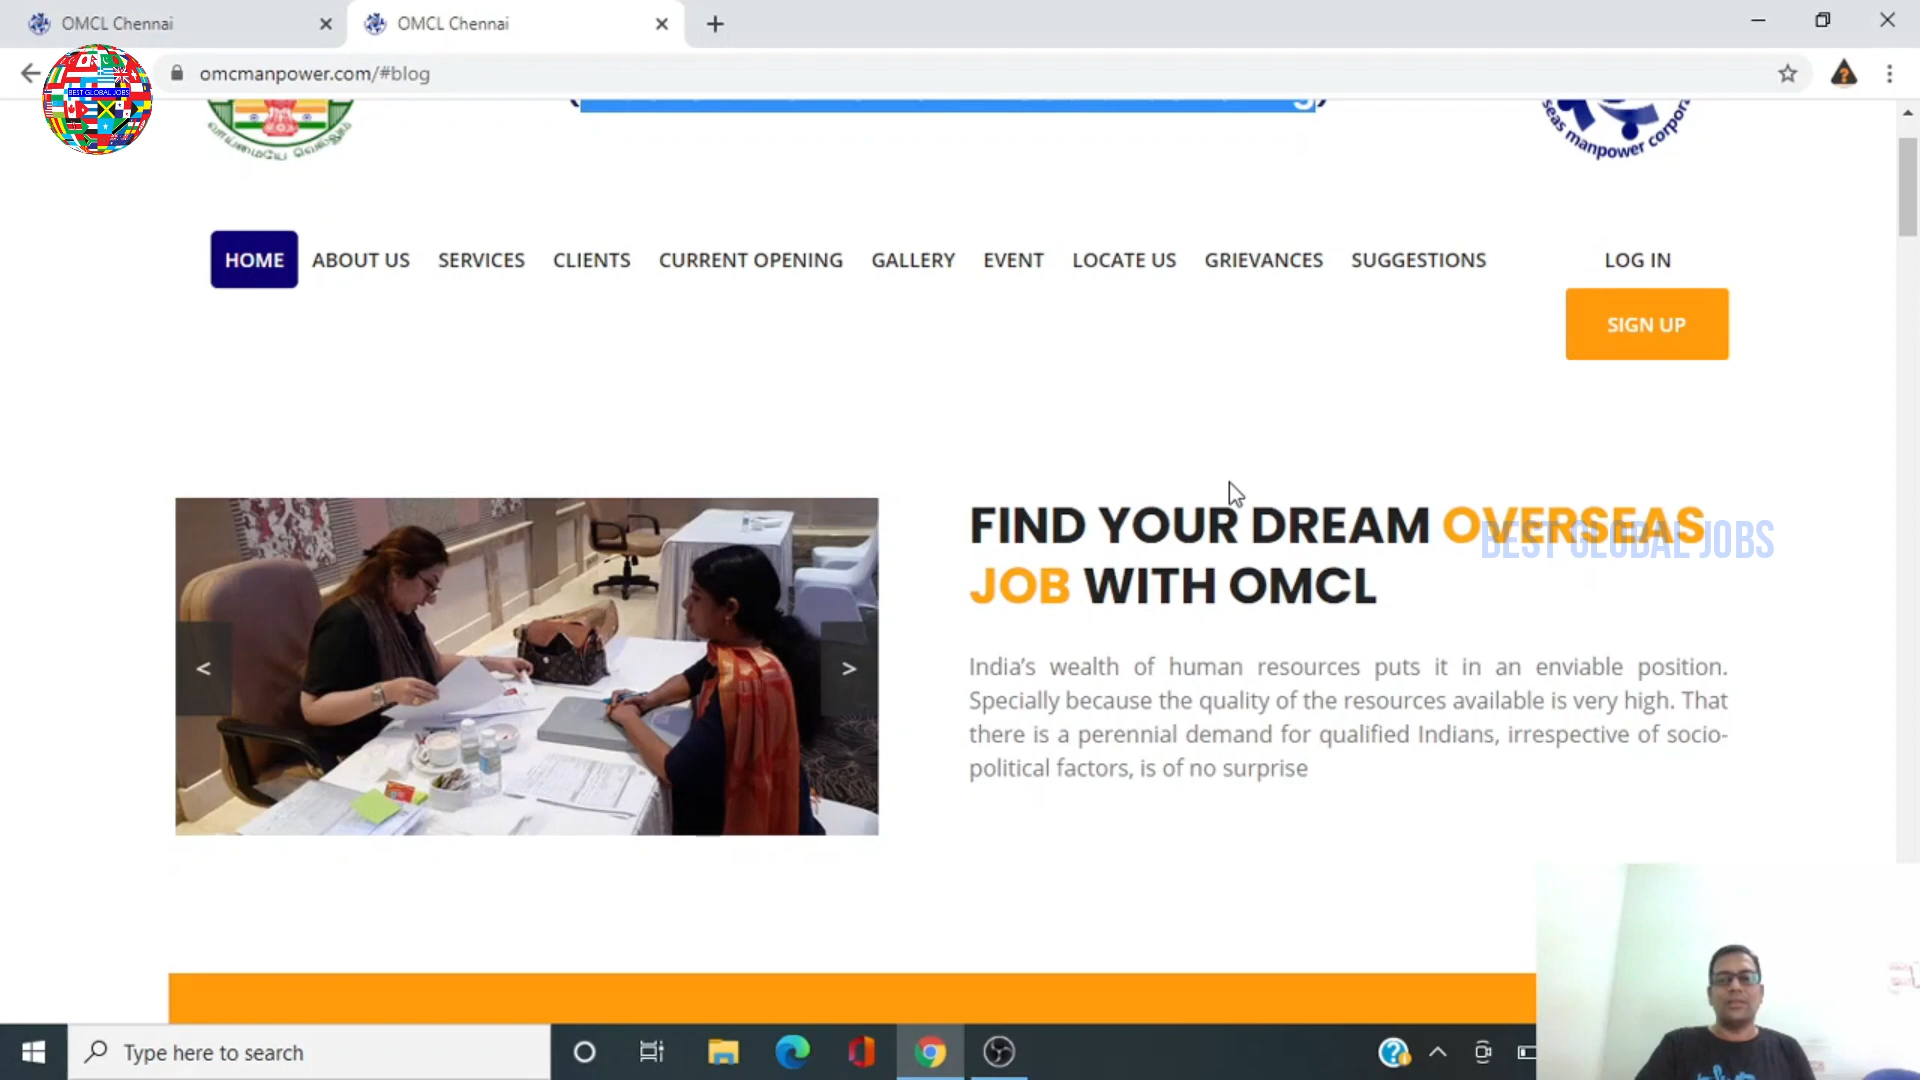 OMCL Chennai
OMCL Chennai
omcmanpower.com/#blog
BEST GLOBAL JOBS
வாய்மையே வெல்லும்
seas manpower corpora
HOME ABOUT US SERVICES CLIENTS CURRENT OPENING GALLERY EVENT LOCATE US GRIEVANCES SUGGESTIONS LOG IN
SIGN UP
FIND YOUR DREAM OVERSEAS
BEST GLOBAL JOBS
JOB WITH OMCL
<
>
India’s wealth of human resources puts it in an enviable position.
Specially because the quality of the resources available is very high. That
there is a perennial demand for qualified Indians, irrespective of socio-
political factors, is of no surprise
Type here to search